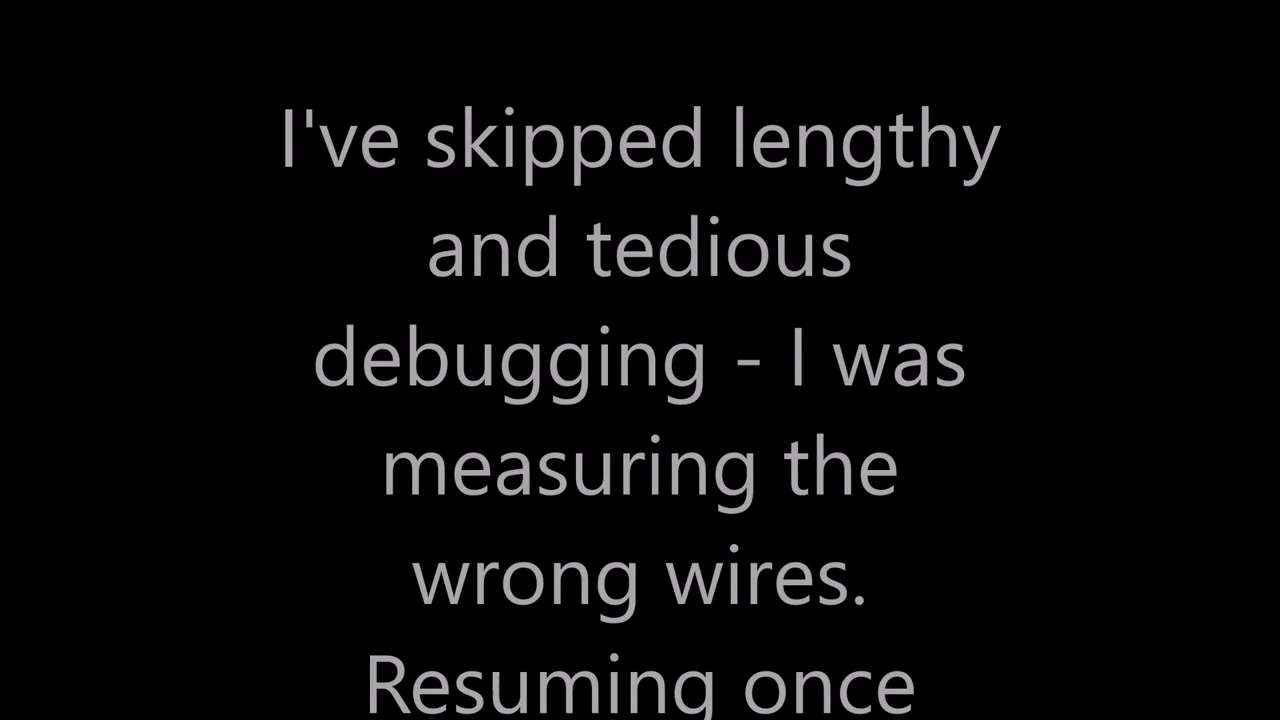 I've skipped lengthy
and tedious
debugging - I was
measuring the
wrong wires.
Resuming once